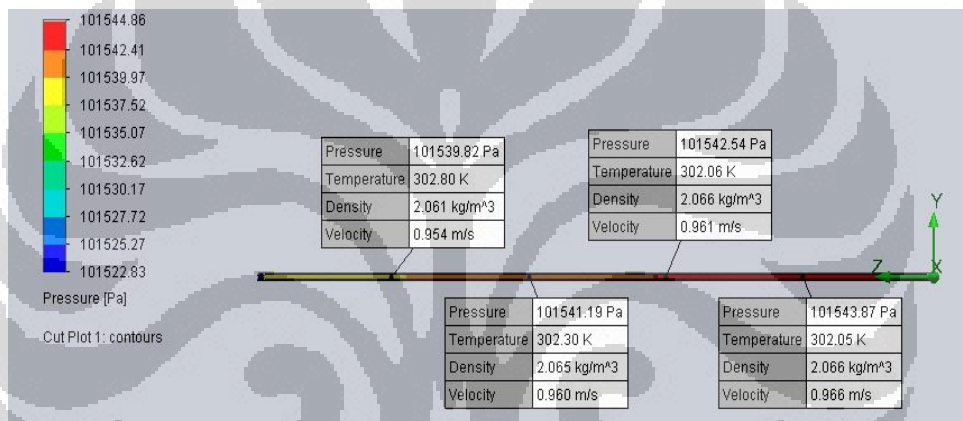 101544.86
101542.41
101539.97
101537.52
101535.07
101532.62
101530.17
101527.72
101525.27
101522.83
Pressure [Pa]
Cut Plot 1: contours
Pressure 101539.82 Pa
Temperature 302.80 K
Density 2.061 kg/m^3
Velocity 0.954 m/s
Pressure 101542.54 Pa
Temperature 302.06 K
Density 2.066 kg/m^3
Velocity 0.961 m/s
Y
Z
X
Pressure 101541.19 Pa
Temperature 302.30 K
Density 2.065 kg/m^3
Velocity 0.960 m/s
Pressure 101543.87 Pa
Temperature 302.05 K
Density 2.066 kg/m^3
Velocity 0.966 m/s